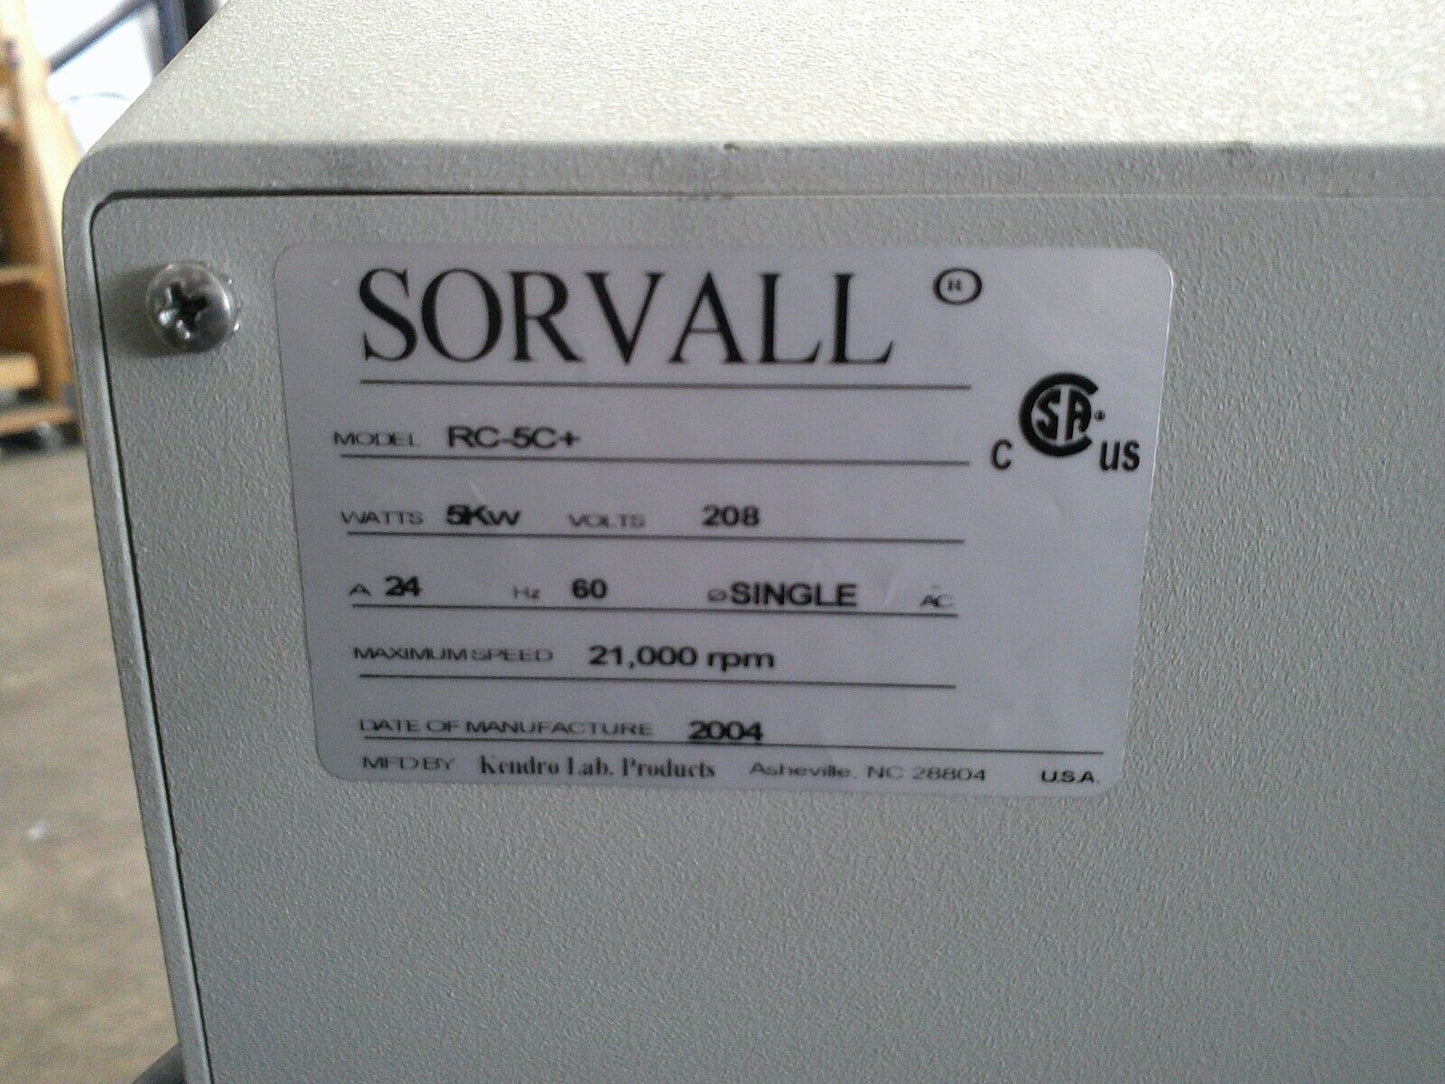 SORVALL ®
MODEL RC-5C+
C CSA ® US
WATTS 5Kw VOLTS 208
A 24 Hz 60 ø SINGLE AC
MAXIMUM SPEED 21,000 rpm
DATE OF MANUFACTURE 2004
MFD BY Kendro Lab. Products Asheville, NC 28804 U.S.A.